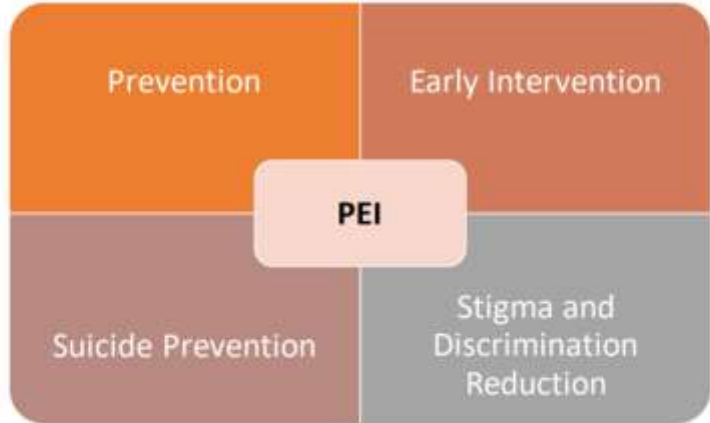 Prevention
Early Intervention
PEI
Suicide Prevention
Stigma and
Discrimination
Reduction